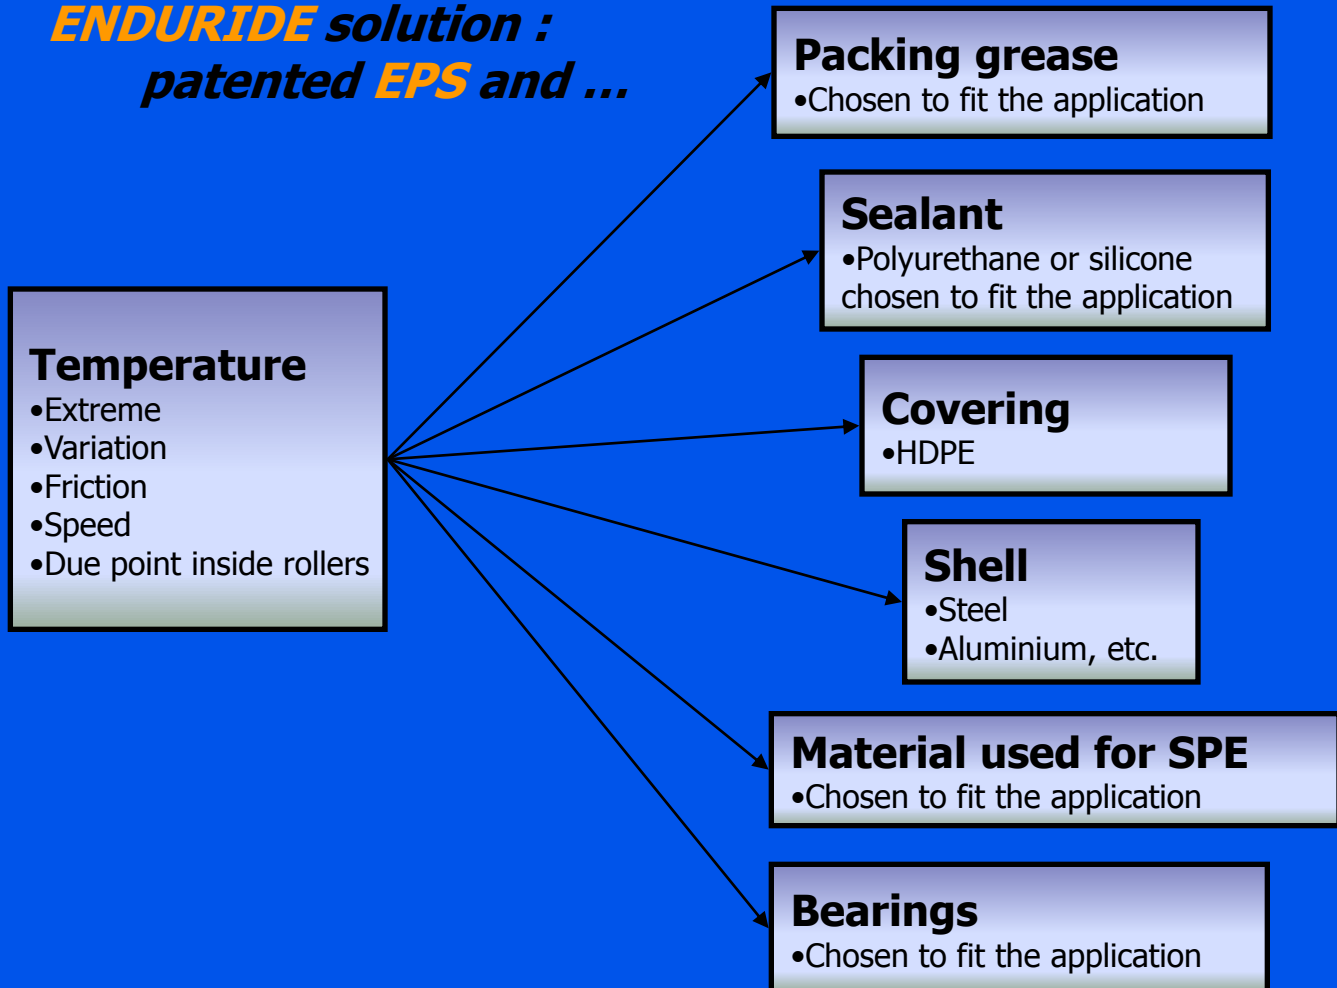 ENDURIDE solution :
patented EPS and ...
Packing grease
•Chosen to fit the application
Sealant
•Polyurethane or silicone
chosen to fit the application
Temperature
•Extreme
•Variation
•Friction
•Speed
•Due point inside rollers
Covering
•HDPE
Shell
•Steel
•Aluminium, etc.
Material used for SPE
•Chosen to fit the application
Bearings
•Chosen to fit the application